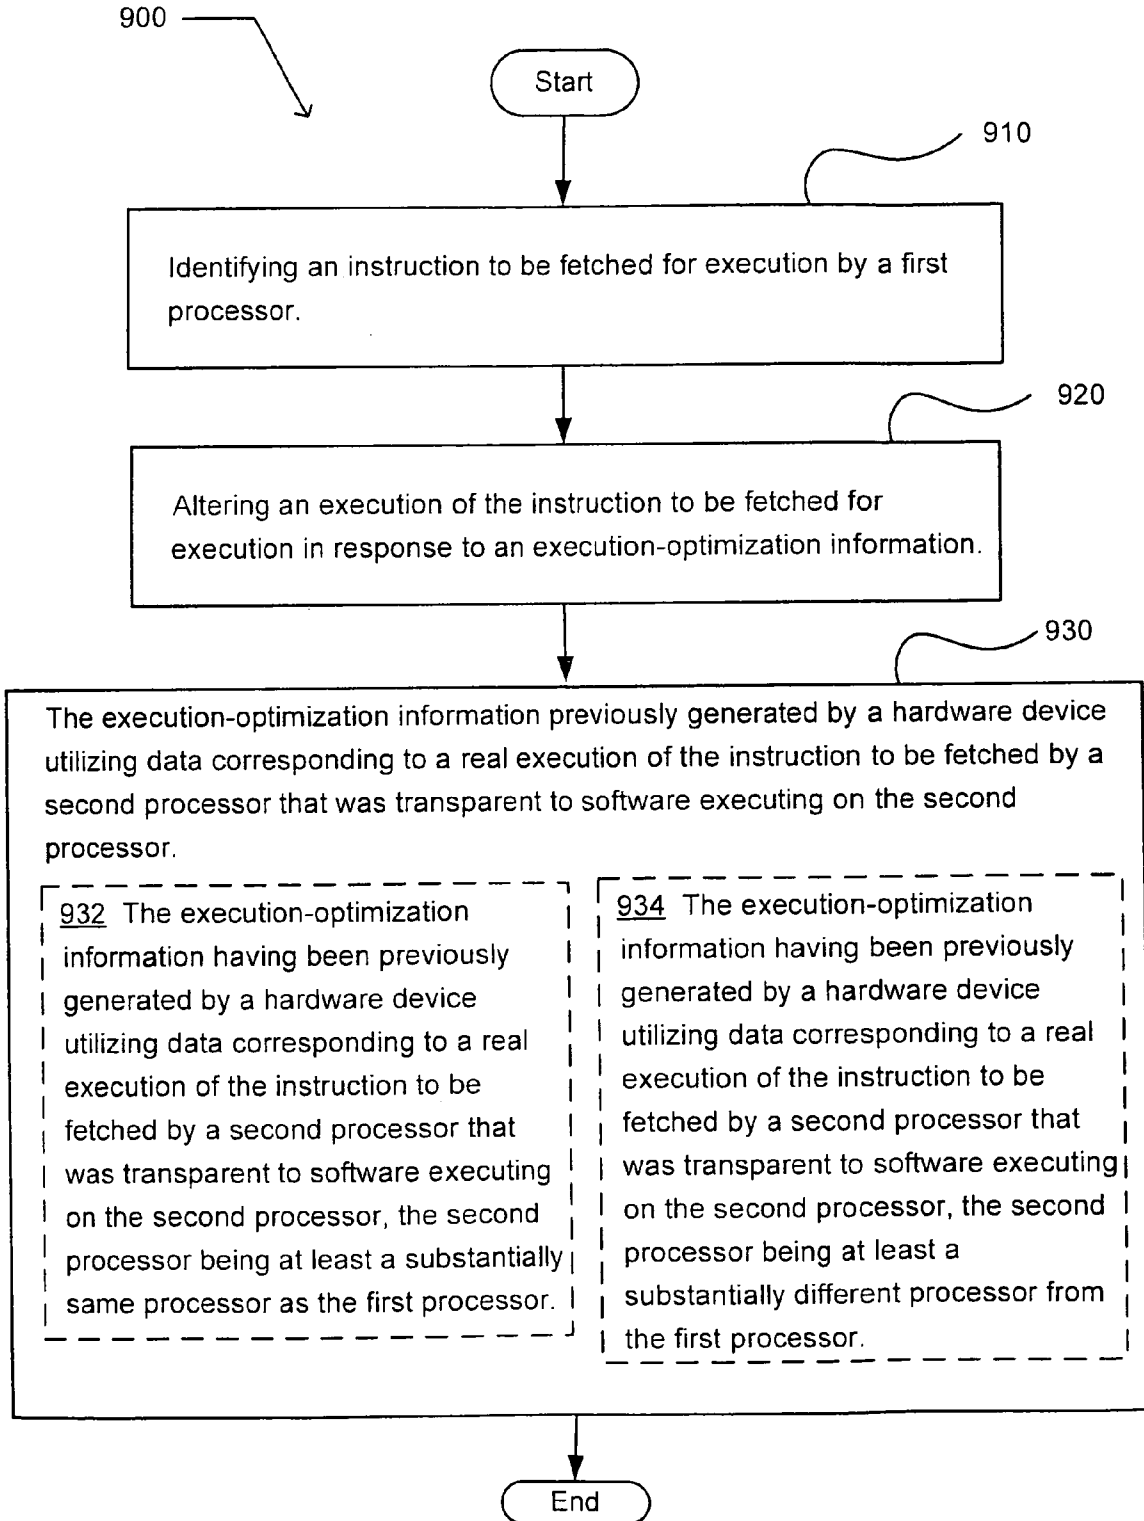 900
Start
910
Identifying an instruction to be fetched for execution by a first
processor.
920
Altering an execution of the instruction to be fetched for
execution in response to an execution-optimization information.
930
The execution-optimization information previously generated by a hardware device
utilizing data corresponding to a real execution of the instruction to be fetched by a
second processor that was transparent to software executing on the second
processor.
932 The execution-optimization
information having been previously
generated by a hardware device
utilizing data corresponding to a real
execution of the instruction to be
fetched by a second processor that
was transparent to software executing
on the second processor, the second
processor being at least a substantially
same processor as the first processor.
934 The execution-optimization
information having been previously
generated by a hardware device
utilizing data corresponding to a real
execution of the instruction to be
fetched by a second processor that
was transparent to software executing
on the second processor, the second
processor being at least a
substantially different processor from
the first processor.
End